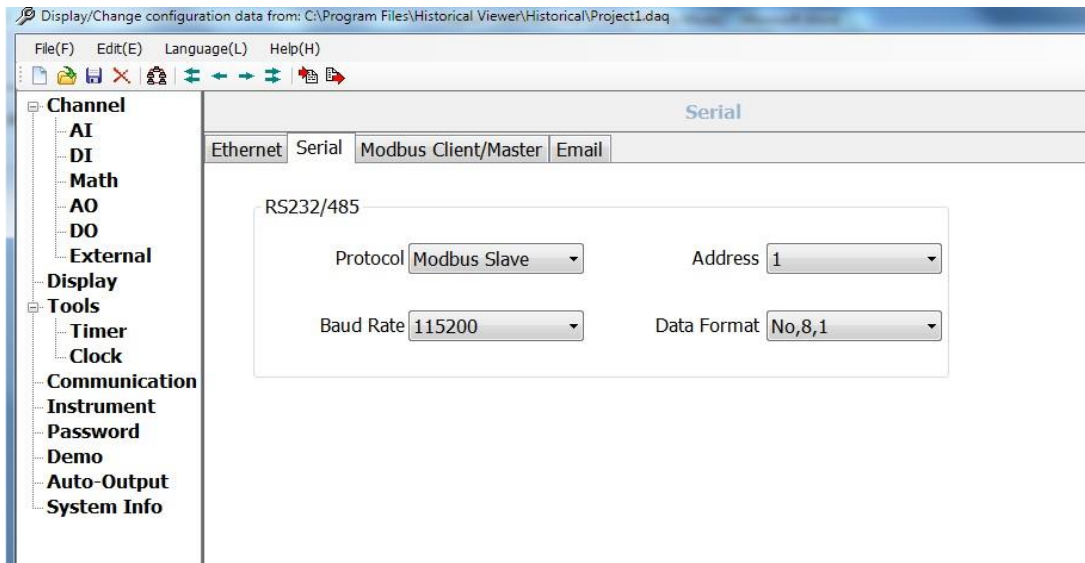 Display/Change configuration data from: C:\Program Files\Historical Viewer\Historical\Project1.daq
File(F) Edit(E) Language(L) Help(H)
Channel
AI
DI
Math
AO
DO
External
Display
Tools
Timer
Clock
Communication
Instrument
Password
Demo
Auto-Output
System Info
Serial
Ethernet Serial Modbus Client/Master Email
RS232/485
Protocol Modbus Slave Address 1
Baud Rate 115200 Data Format No,8,1